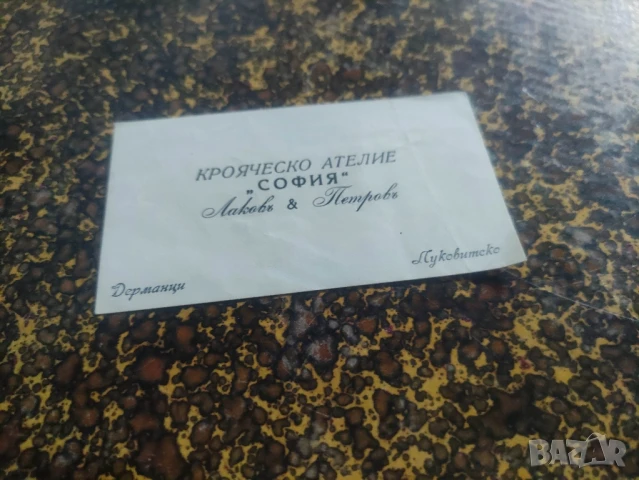 КРОЯЧЕСКО АТЕЛИЕ
„СОФИЯ"
Лаковъ & Петровъ
Дерманци
Луковитско
BAZAR